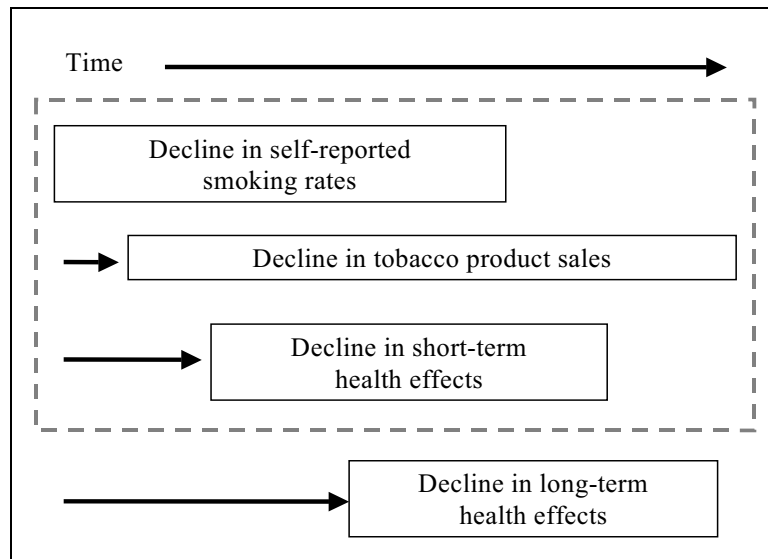 Time
Decline in self-reported
smoking rates
Decline in tobacco product sales
Decline in short-term
health effects
Decline in long-term
health effects